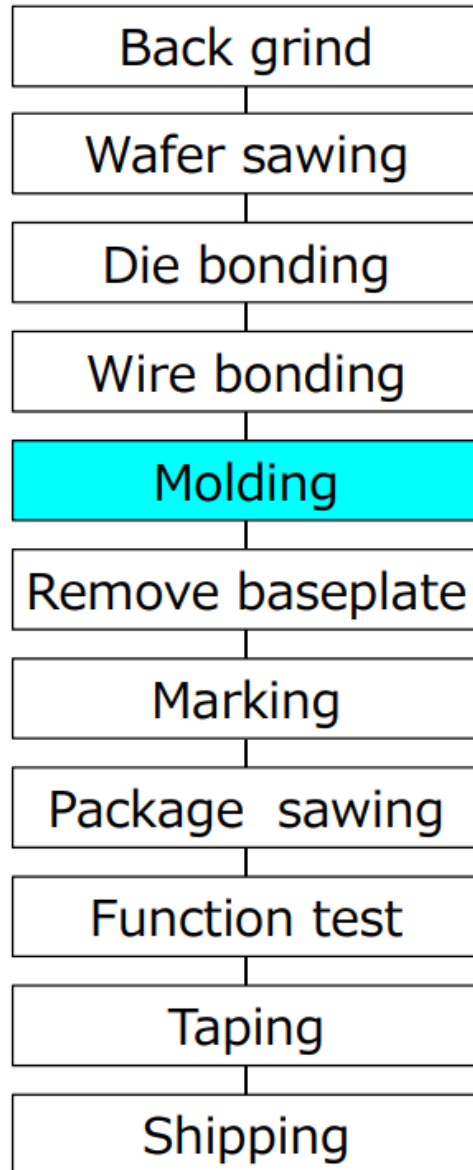 Back grind
Wafer sawing
Die bonding
Wire bonding
Molding
Remove baseplate
Marking
Package  sawing
Function test
Taping
Shipping